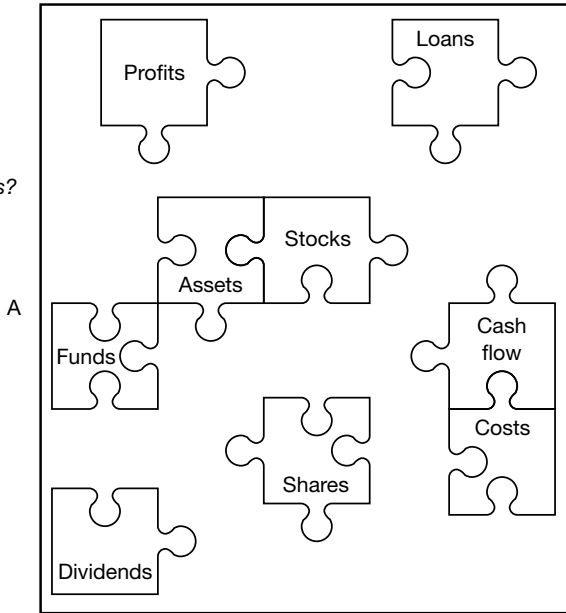 Profits
Loans
s?
Stocks
Assets
A
Cash
flow
Funds
Costs
Shares
Dividends